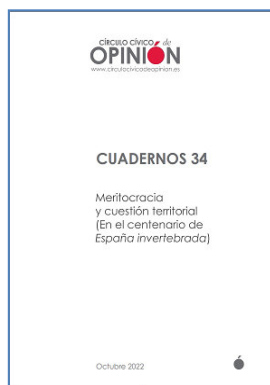 CÍRCULO CÍVICO de
OPINIÓN
www.circulocivicodeopinion.es
CUADERNOS 34
Meritocracia
y cuestión territorial
(En el centenario de
España invertebrada)
Octubre 2022